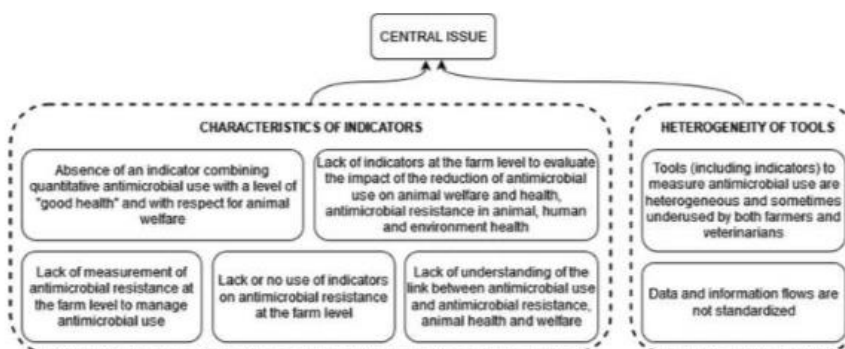 CENTRAL ISSUE
CHARACTERISTICS OF INDICATORS
Absence of an indicator combining
quantitative antimicrobial use with a level of
"good health" and with respect for animal
welfare
Lack of indicators at the farm level to evaluate
the impact of the reduction of antimicrobial
use on animal welfare and health,
antimicrobial resistance in animal, human
and environment health
Lack of measurement of
antimicrobial resistance at
the farm level to manage
antimicrobial use
Lack or no use of indicators
on antimicrobial resistance
at the farm level
Lack of understanding of the
link between antimicrobial use
and antimicrobial resistance,
animal health and welfare
HETEROGENEITY OF TOOLS
Tools (including indicators) to
measure antimicrobial use are
heterogeneous and sometimes
underused by both farmers and
veterinarians
Data and information flows are
not standardized